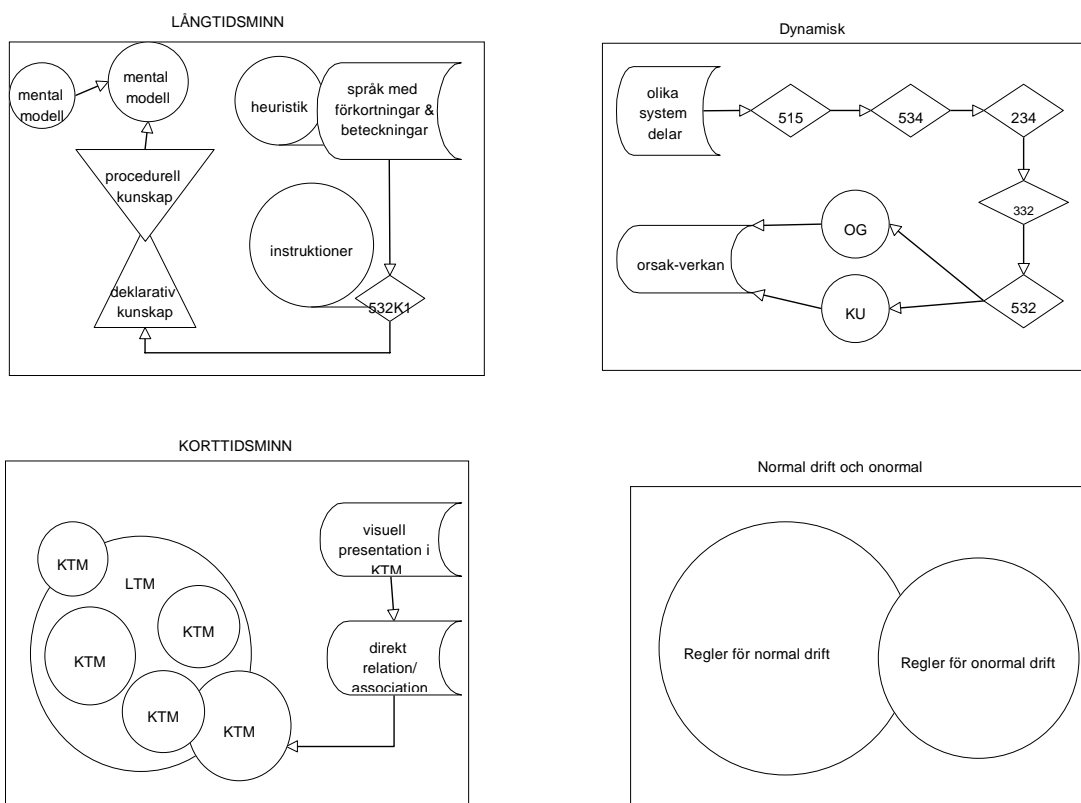 LÅNGTIDSMINN
mental
modell
mental
modell
heuristik
språk med
förkortningar &
beteckningar
procedurell
kunskap
instruktioner
deklarativ
kunskap
532K1
Dynamisk
olika
system
delar
515
534
234
332
532
OG
KU
orsak-verkan
KORTTIDSMINN
KTM
LTM
KTM
KTM
KTM
KTM
visuell
presentation i
KTM
direkt
relation/
association
Normal drift och onormal
Regler för normal drift
Regler för onormal drift